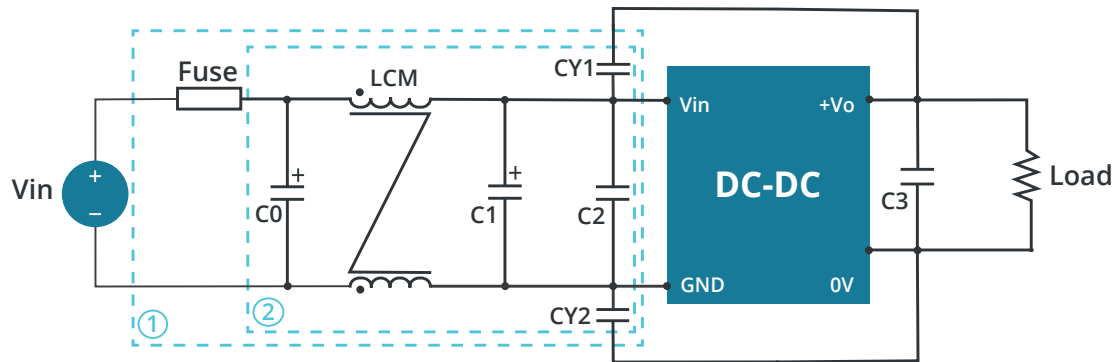 Fuse
LCM
CY1
Vin
+Vo
Vin
+
−
+
C0
+
C1
C2
DC-DC
C3
Load
GND
0V
1
2
CY2